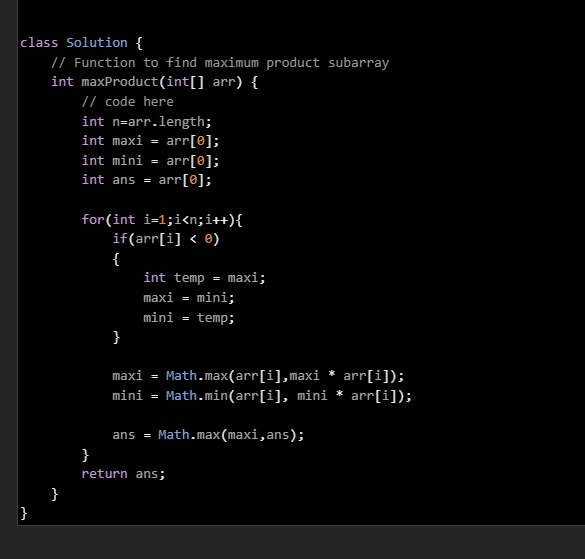 class Solution {
    // Function to find maximum product subarray
    int maxProduct(int[] arr) {
        // code here
        int n=arr.length;
        int maxi = arr[0];
        int mini = arr[0];
        int ans = arr[0];

        for(int i=1;i<n;i++){
            if(arr[i] < 0)
            {
                int temp = maxi;
                maxi = mini;
                mini = temp;
            }

            maxi = Math.max(arr[i],maxi * arr[i]);
            mini = Math.min(arr[i], mini * arr[i]);

            ans = Math.max(maxi,ans);
        }
        return ans;
    }
}